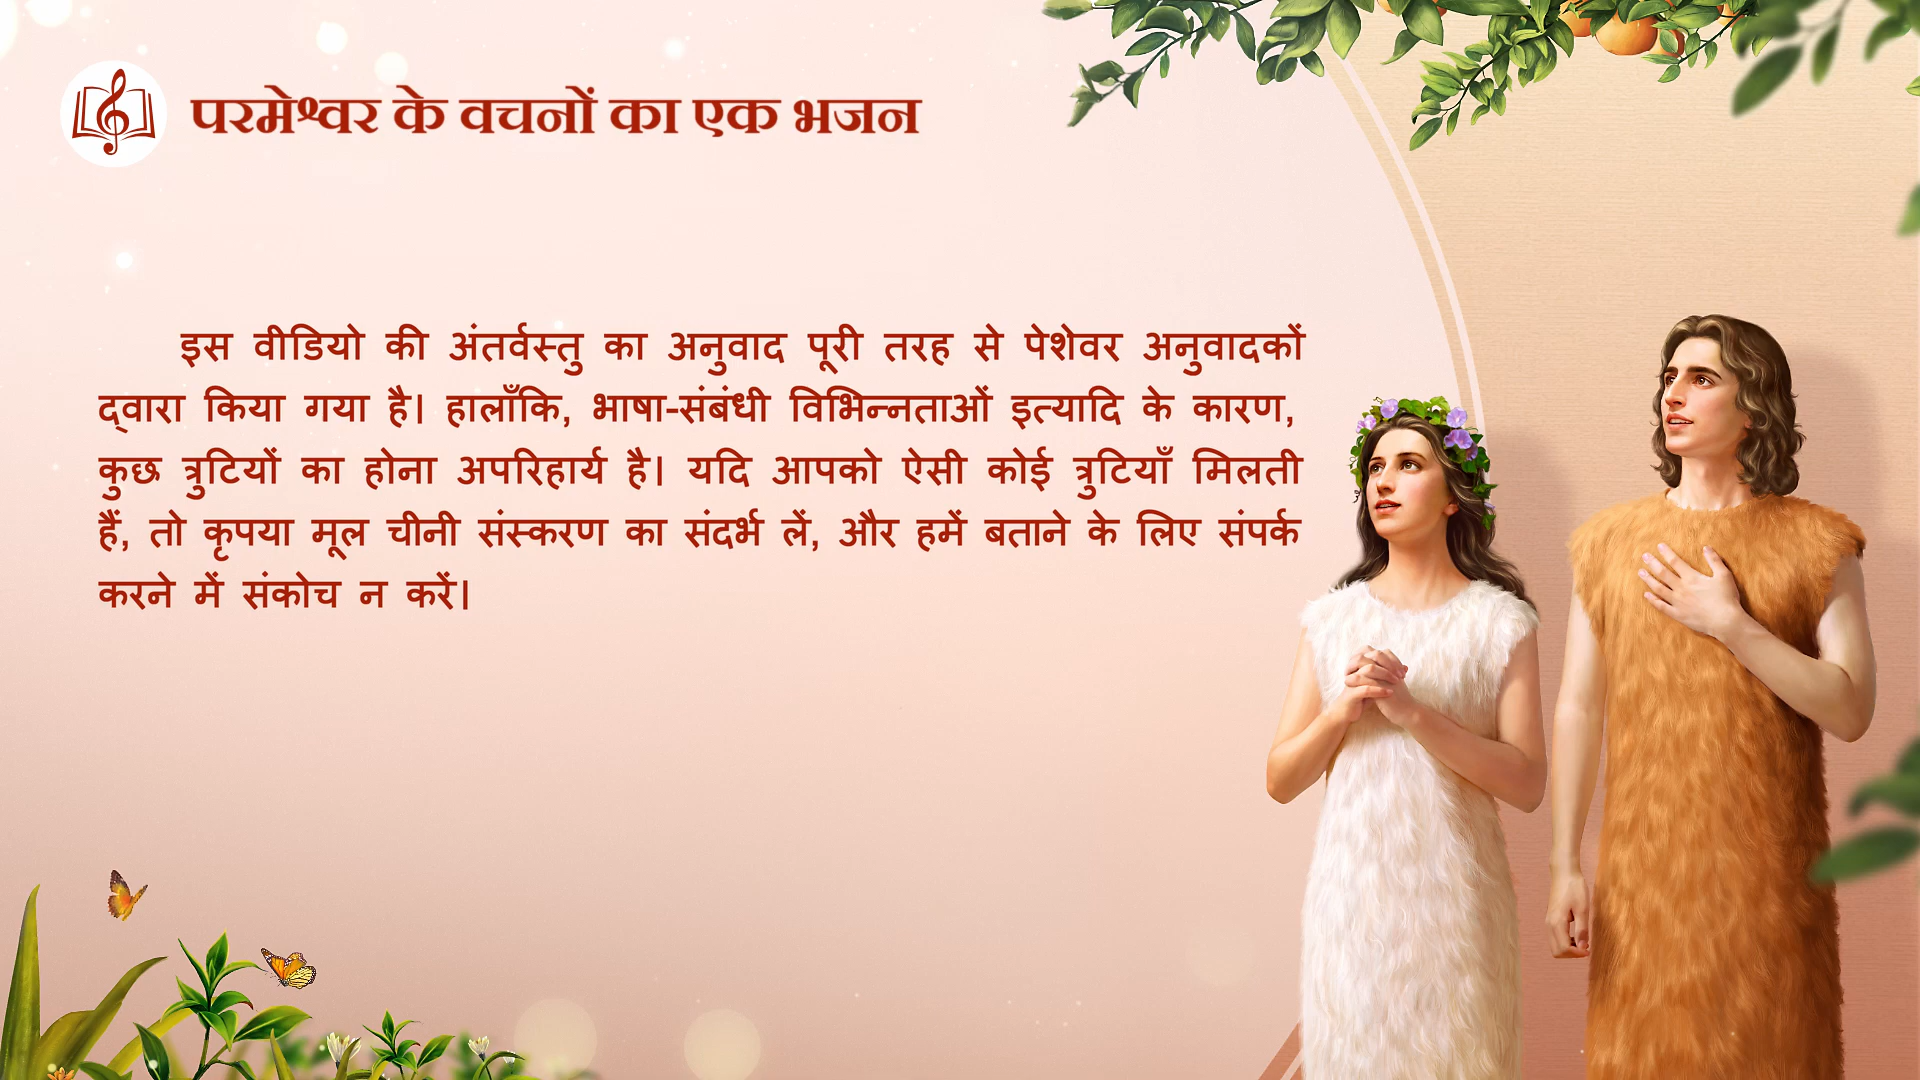 परमेश्वर के वचनों का एक भजन
इस वीडियो की अंतर्वस्तु का अनुवाद पूरी तरह से पेशेवर अनुवादकों
द्वारा किया गया है। हालाँकि, भाषा-संबंधी विभिन्नताओं इत्यादि के कारण,
कुछ त्रुटियों का होना अपरिहार्य है। यदि आपको ऐसी कोई त्रुटियाँ मिलती
हैं, तो कृपया मूल चीनी संस्करण का संदर्भ लें, और हमें बताने के लिए संपर्क
करने में संकोच न करें।